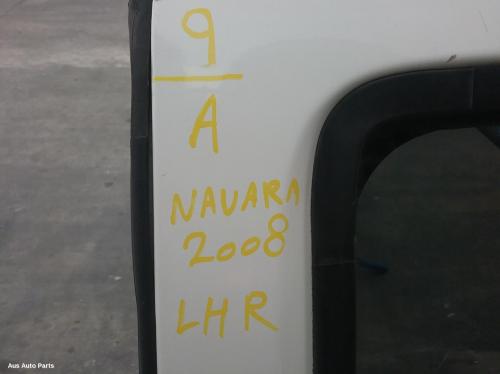 9
A
NAVARA
2008
LHR
Aus Auto Parts